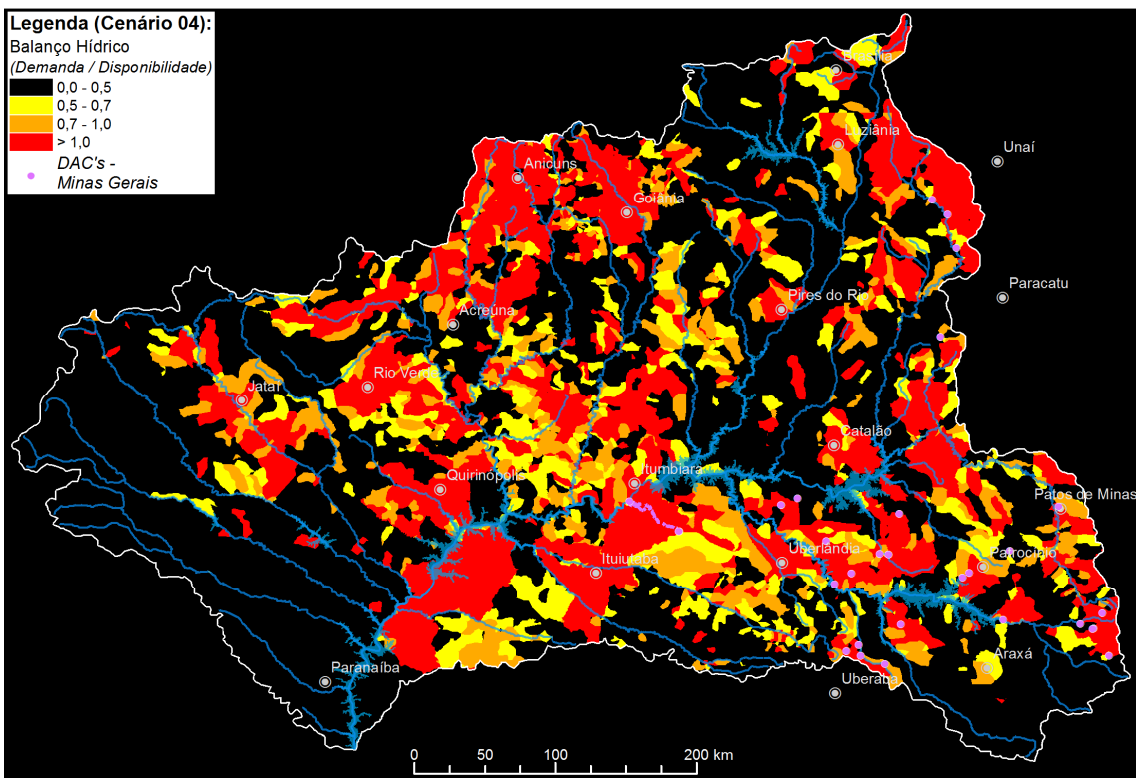 Legenda (Cenário 04):
Balanço Hídrico
(Demanda / Disponibilidade)
0,0 - 0,5
0,5 - 0,7
0,7 - 1,0
> 1,0
DAC's -
Minas Gerais
Brasília
Luziânia
Unaí
Anicuns
Goiânia
Paracatu
Pires do Rio
Acreúna
Rio Verde
Jataí
Catalão
Quirinópolis
Itumbiara
Patos de Minas
Uberlândia
Patrocínio
Ituiutaba
Araxá
Paranaíba
Uberaba
0 50 100 200 km